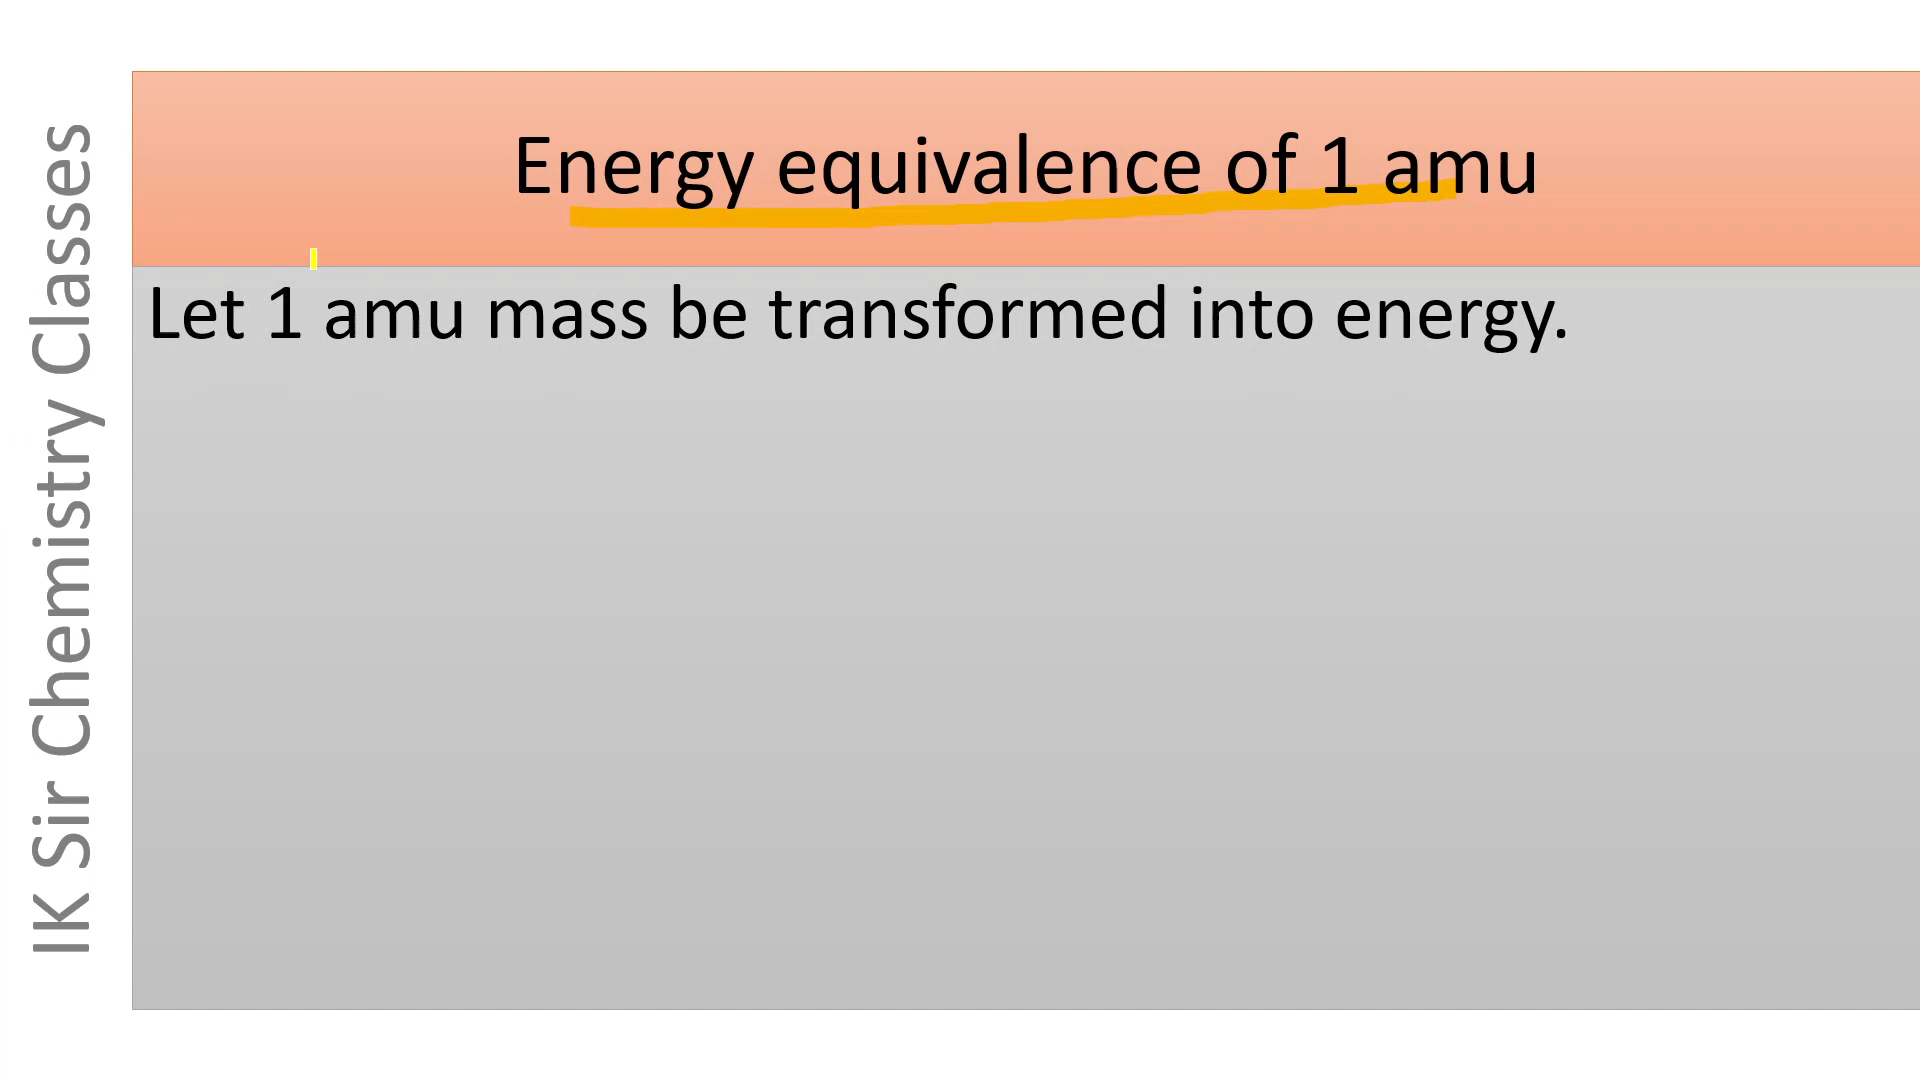 IK Sir Chemistry Classes
Energy equivalence of 1 amu
Let 1 amu mass be transformed into energy.